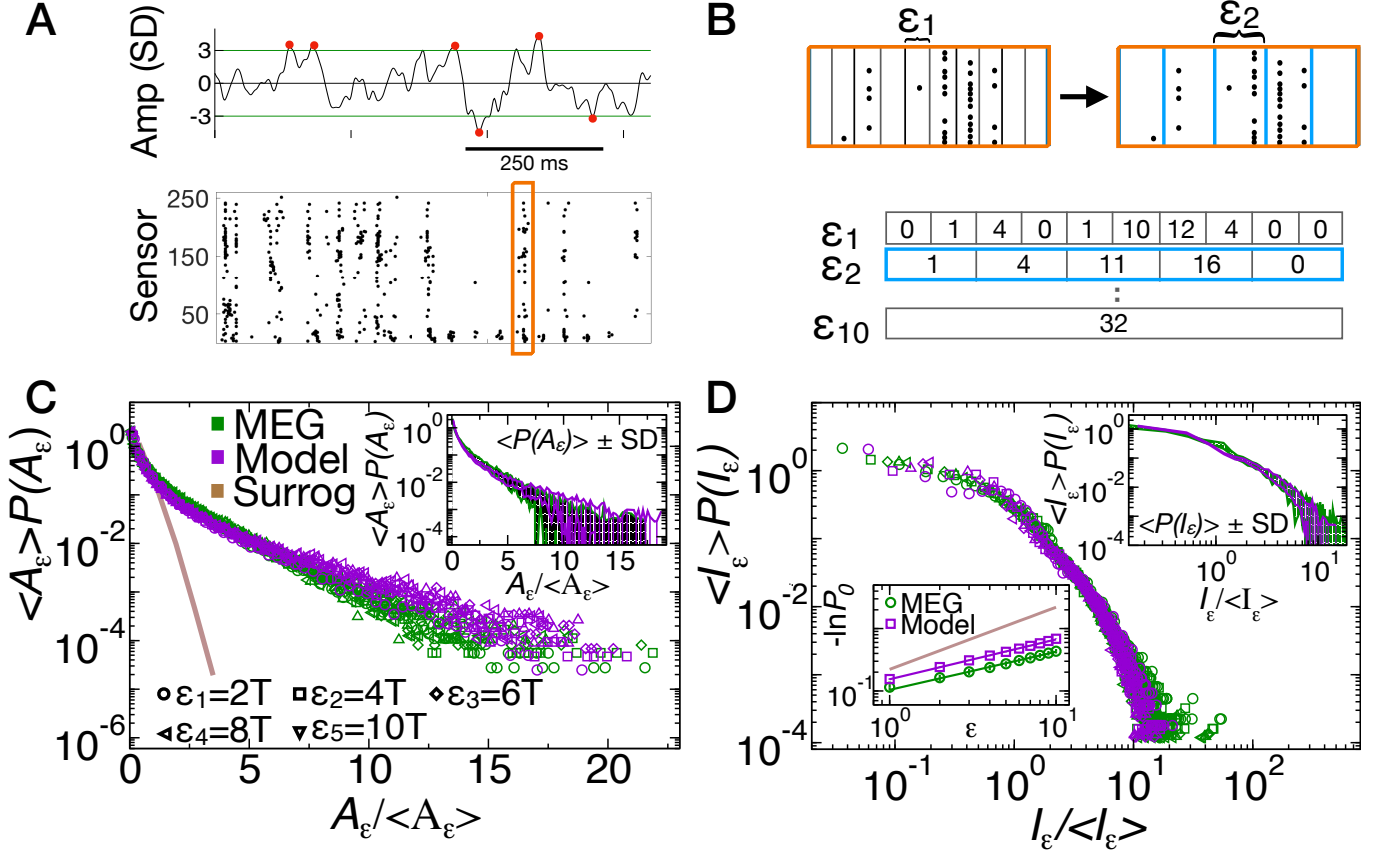 A
Amp (SD)
3
0
-3
250 ms
Sensor
250
150
50
B
ε1
ε2
ε1 0 1 4 0 1 10 12 4 0 0
ε2 1 4 11 16 0
⋮
ε10 32
C
<Aε>P(Aε)
10^0
10^-2
10^-4
10^-6
MEG
Model
Surrog
ε1=2T ε2=4T ε3=6T
ε4=8T ε5=10T
0 5 10 15 20
Aε/<Aε>
<Aε>P(Aε)
10^0
10^-2
10^-4
<P(Aε)> ± SD
0 5 10 15
Aε/<Aε>
D
<Iε>P(Iε)
10^0
10^-2
10^-4
10^-1 10^0 10^1 10^2
Iε/<Iε>
<Iε>P(Iε)
10^0
10^-2
10^-4
<P(Iε)> ± SD
10^0 10^1
Iε/<Iε>
-lnP0
MEG
Model
10^-1
10^0 ε 10^1